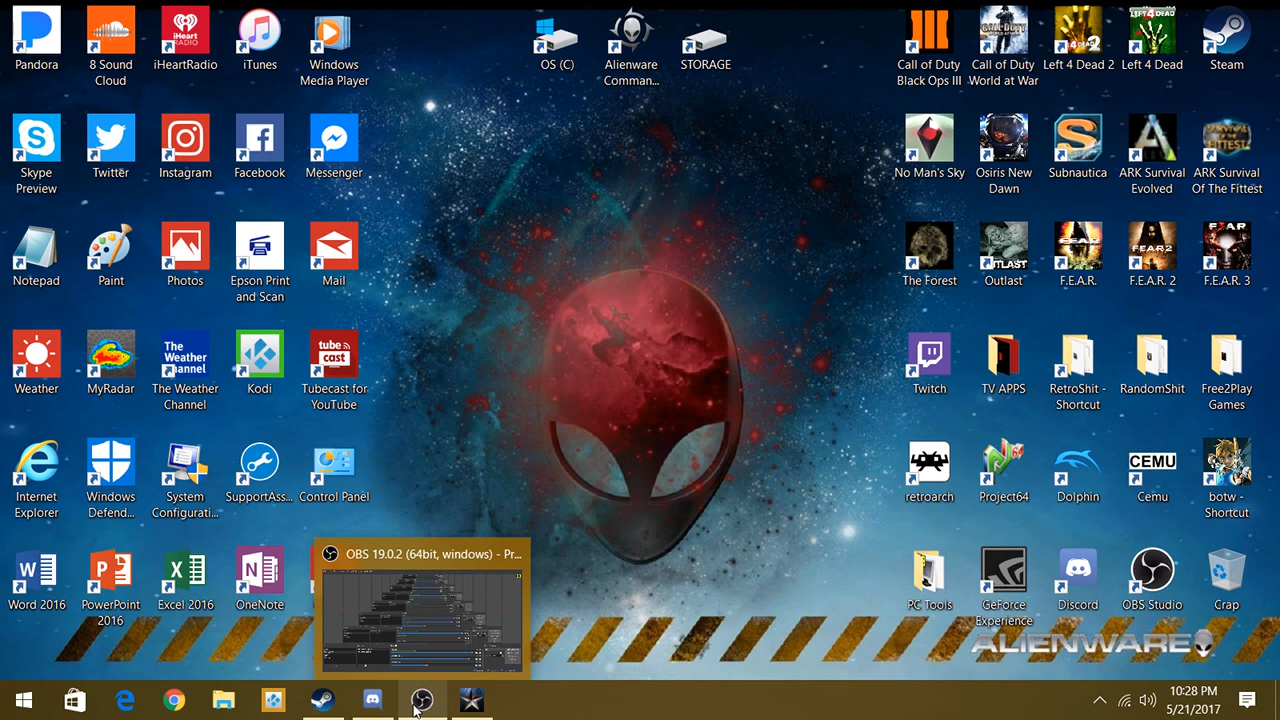 Pandora
8 Sound
Cloud
iHeartRadio
iTunes
Windows
Media Player
OS (C)
Alienware
Comman...
STORAGE
Call of Duty
Black Ops III
Call of Duty
World at War
Left 4 Dead 2
Left 4 Dead
Steam
Skype
Preview
Twitter
Instagram
Facebook
Messenger
No Man's Sky
Osiris New
Dawn
Subnautica
ARK Survival
Evolved
ARK Survival
Of The Fittest
Notepad
Paint
Photos
Epson Print
and Scan
Mail
The Forest
Outlast
F.E.A.R.
F.E.A.R. 2
F.E.A.R. 3
The
Weather
Channel
tube
cast
Weather
MyRadar
The Weather
Channel
Kodi
Tubecast for
YouTube
Twitch
TV APPS
RetroShit -
Shortcut
RandomShit
Free2Play
Games
CEMU
Internet
Explorer
Windows
Defend...
System
Configurati...
SupportAss...
Control Panel
retroarch
Project64
Dolphin
Cemu
botw -
Shortcut
OBS 19.0.2 (64bit, windows) - Pr...
Word 2016
PowerPoint
2016
Excel 2016
OneNote
PC Tools
GeForce
Experience
Discord
OBS Studio
Crap
ALIENWARE
10:28 PM
5/21/2017